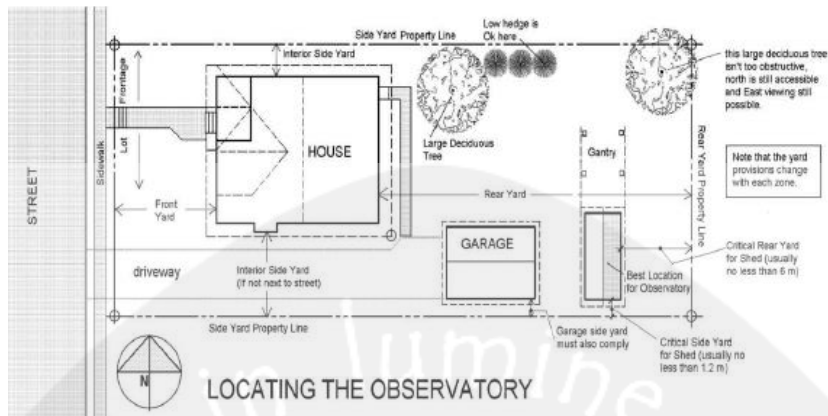 Side Yard Property Line
Low hedge is
Ok here
Interior Side Yard
this large deciduous tree
isn't too obstructive,
north is still accessible
and East viewing still
possible.
Frontage
Lot
Sidewalk
STREET
HOUSE
Large Deciduous
Tree
Gantry
Rear Yard Property Line
Note that the yard
provisions change
with each zone.
Rear Yard
Front
Yard
GARAGE
driveway
Interior Side Yard
(If not next to street)
Best Location
for Observatory
Critical Rear Yard
for Shed (usually
no less than 6 m)
Side Yard Property Line
Garage side yard
must also comply
Critical Side Yard
for Shed (usually no
less than 1.2 m)
N
LOCATING THE OBSERVATORY
in lumine